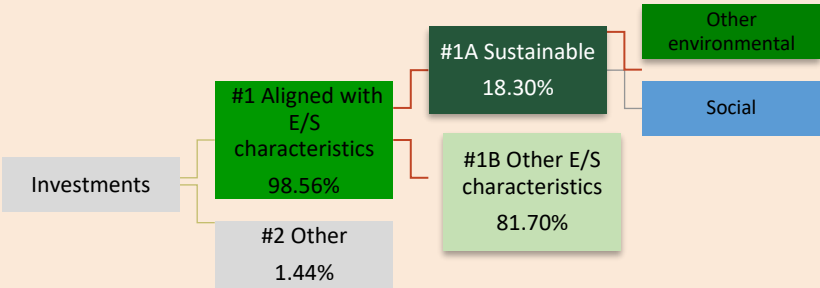 Investments
#1 Aligned with
E/S
characteristics
98.56%
#2 Other
1.44%
#1A Sustainable
18.30%
#1B Other E/S
characteristics
81.70%
Other
environmental
Social